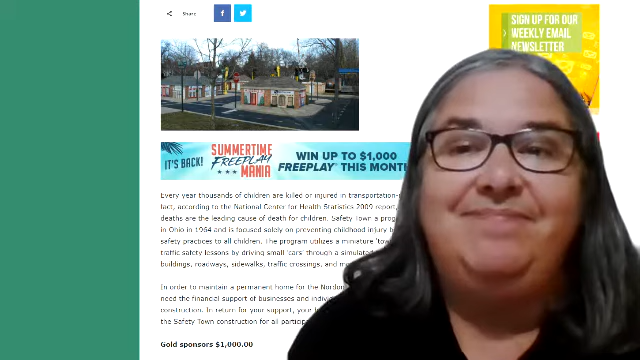 Share
SIGN UP FOR OUR
WEEKLY EMAIL
NEWSLETTER
IT'S BACK!
SUMMERTIME
FREEPLAY
MANIA
WIN UP TO $1,000
FREEPLAY THIS MONT
Every year thousands of children are killed or injured in transportation-
fact, according to the National Center for Health Statistics 2009 report,
deaths are the leading cause of death for children. Safety Town a
in Ohio in 1964 and is focused solely on preventing childhood injury
safety practices to all children. The program utilizes a miniature
traffic safety lessons by driving small 'cars' through a simulated
buildings, roadways, sidewalks, traffic crossings, and
In order to maintain a permanent home for the
need the financial support of businesses and
construction. In return for your support, your
the Safety Town construction for all
Gold sponsors $1,000.00